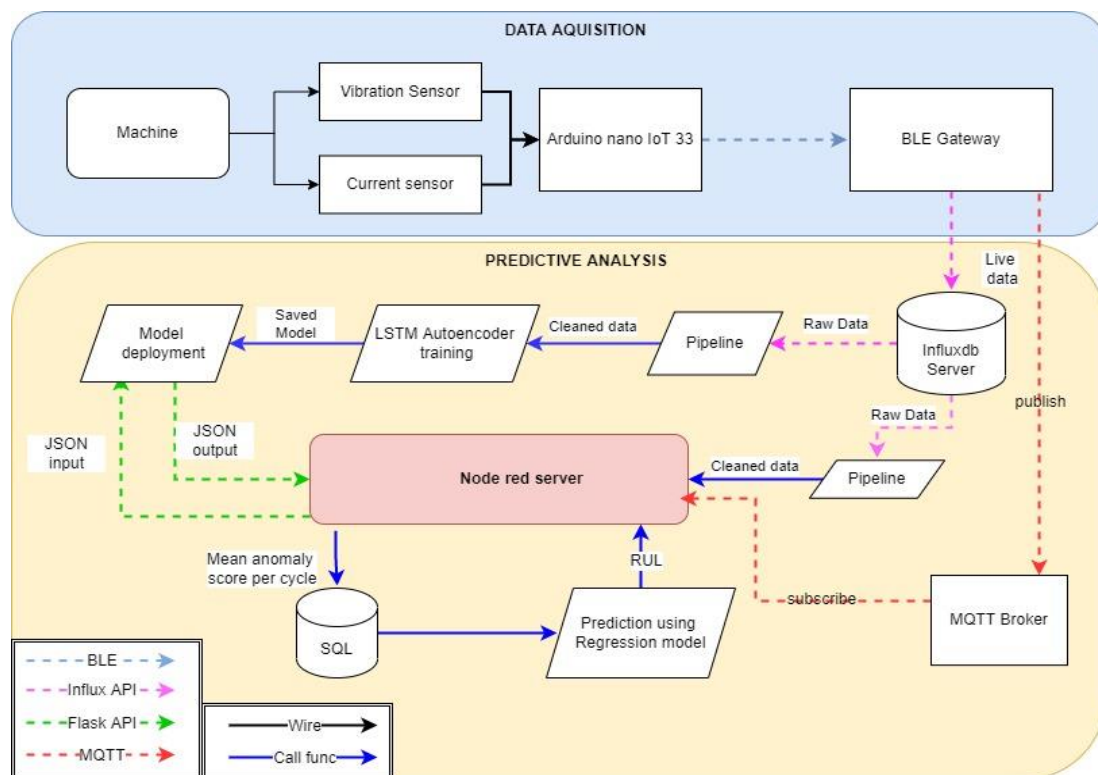 DATA AQUISITION
Machine
Vibration Sensor
Current sensor
Arduino nano IoT 33
BLE Gateway
PREDICTIVE ANALYSIS
Live
data
Model
deployment
Saved
Model
LSTM Autoencoder
training
Cleaned data
Pipeline
Raw Data
Influxdb
Server
publish
Raw Data
JSON
input
JSON
output
Node red server
Cleaned data
Pipeline
Mean anomaly
score per cycle
RUL
SQL
Prediction using
Regression model
subscribe
MQTT Broker
BLE
Influx API
Flask API
MQTT
Wire
Call func